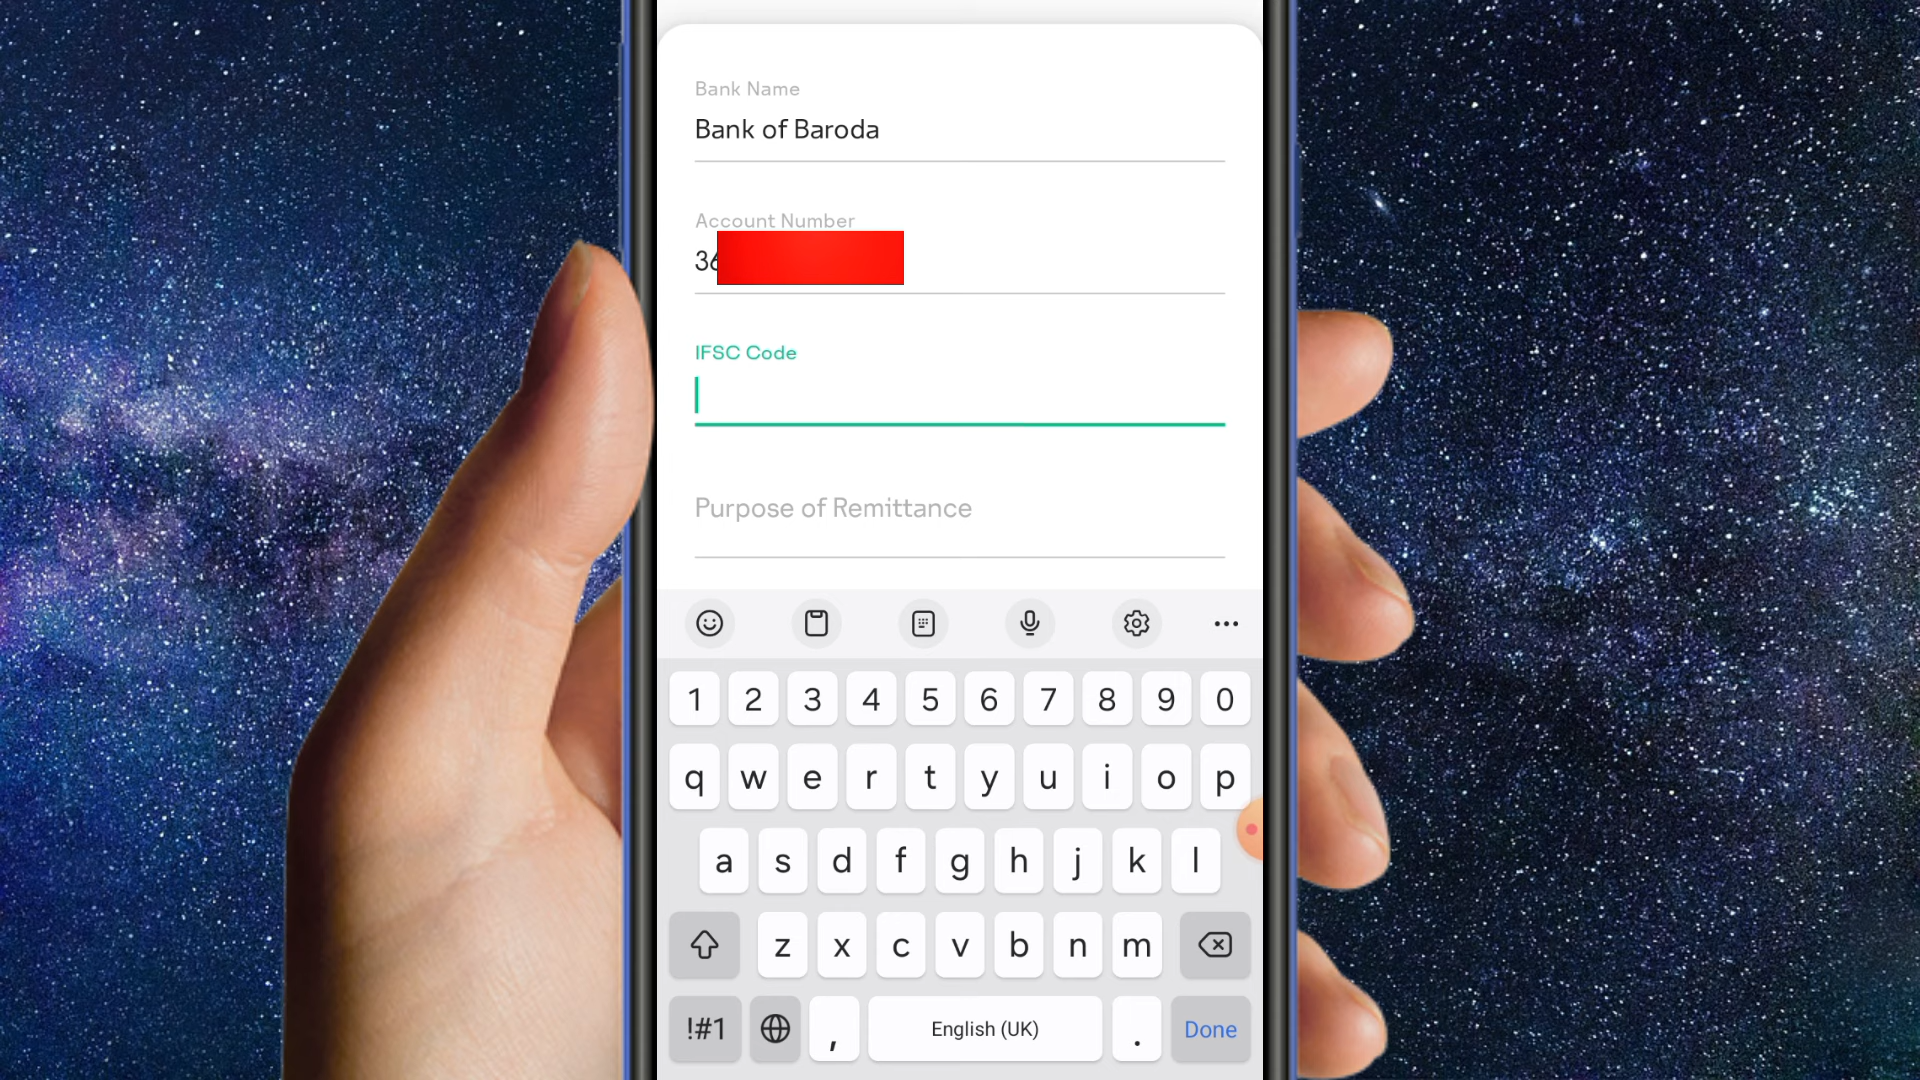 Bank Name
Bank of Baroda
Account Number
36
IFSC Code
Purpose of Remittance
1 2 3 4 5 6 7 8 9 0
q w e r t y u i o p
a s d f g h j k l
z x c v b n m
!#1 , English (UK) . Done